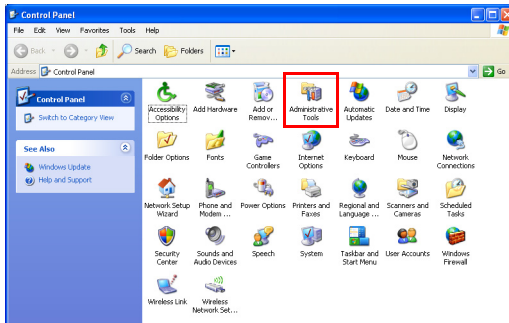 Control Panel
File Edit View Favorites Tools Help
Back Search Folders
Address Control Panel Go
Control Panel
Switch to Category View
See Also
Windows Update
Help and Support
Accessibility Options
Add Hardware
Add or Remov...
Administrative Tools
Automatic Updates
Date and Time
Display
Folder Options
Fonts
Game Controllers
Internet Options
Keyboard
Mouse
Network Connections
Network Setup Wizard
Phone and Modem ...
Power Options
Printers and Faxes
Regional and Language ...
Scanners and Cameras
Scheduled Tasks
Security Center
Sounds and Audio Devices
Speech
System
Taskbar and Start Menu
User Accounts
Windows Firewall
Wireless Link
Wireless Network Set...